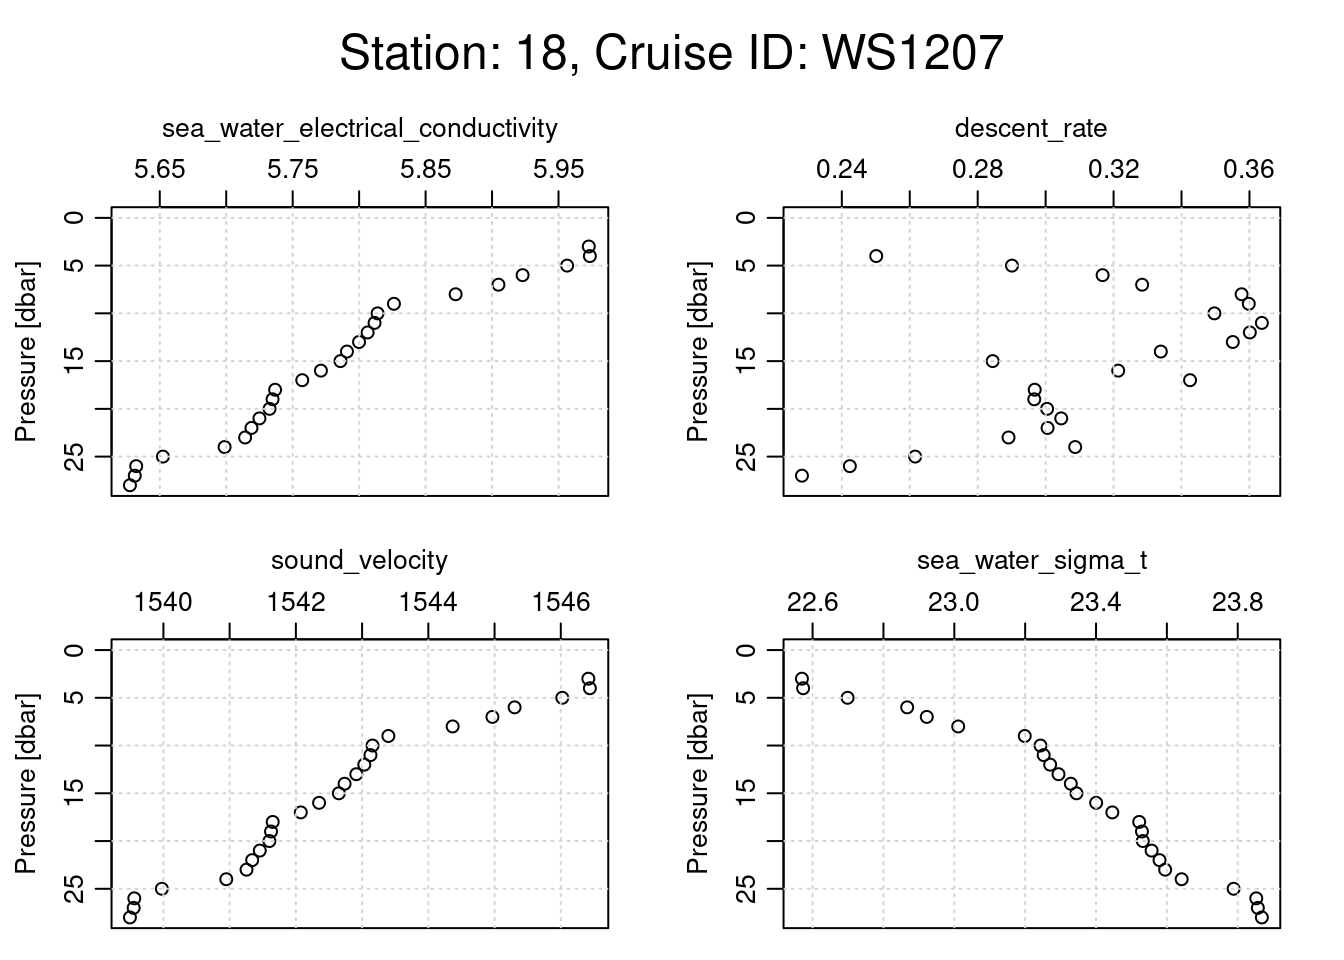 Station: 18, Cruise ID: WS1207
sea_water_electrical_conductivity
5.65 5.75 5.85 5.95
Pressure [dbar]
0
5
15
25
descent_rate
0.24 0.28 0.32 0.36
Pressure [dbar]
0
5
15
25
sound_velocity
1540 1542 1544 1546
Pressure [dbar]
0
5
15
25
sea_water_sigma_t
22.6 23.0 23.4 23.8
Pressure [dbar]
0
5
15
25